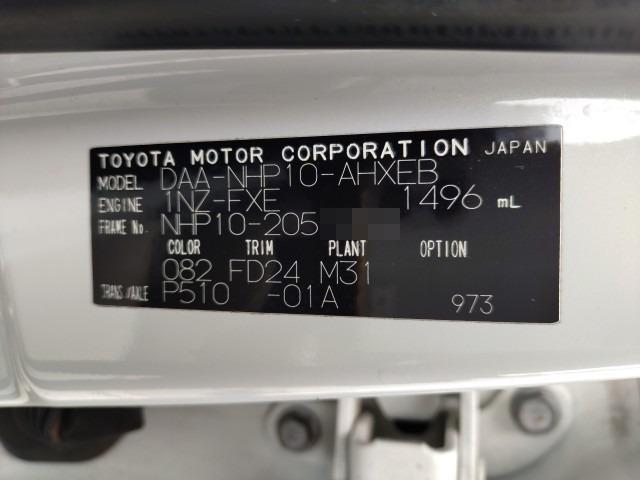 TOYOTA MOTOR CORPORATION JAPAN
MODEL DAA-NHP10-AHXEB
ENGINE 1NZ-FXE 1496 mL
FRAME No. NHP10-205
COLOR TRIM PLANT OPTION
082 FD24 M31
TRANS./AXLE P510 -01A
973